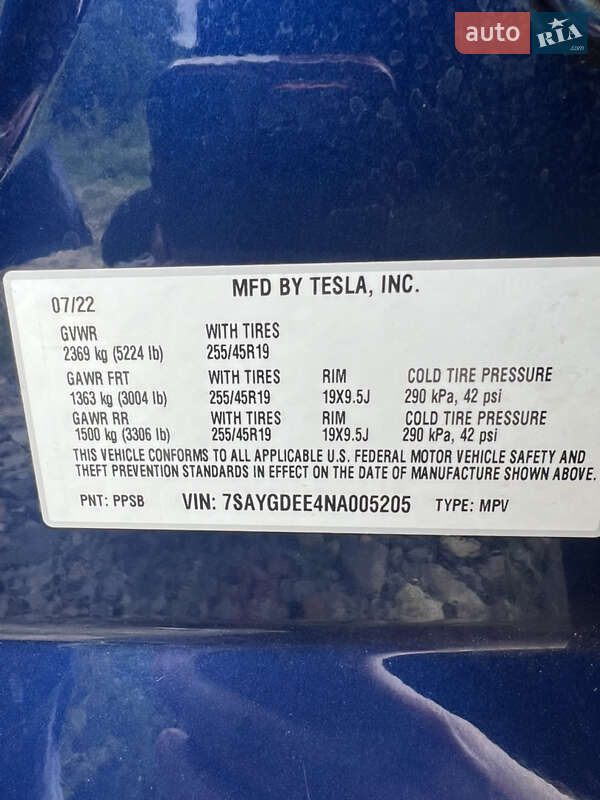 auto RIA.com
MFD BY TESLA, INC.
07/22
GVWR WITH TIRES
2369 kg (5224 lb) 255/45R19
GAWR FRT WITH TIRES RIM COLD TIRE PRESSURE
1363 kg (3004 lb) 255/45R19 19X9.5J 290 kPa, 42 psi
GAWR RR WITH TIRES RIM COLD TIRE PRESSURE
1500 kg (3306 lb) 255/45R19 19X9.5J 290 kPa, 42 psi
THIS VEHICLE CONFORMS TO ALL APPLICABLE U.S. FEDERAL MOTOR VEHICLE SAFETY AND
THEFT PREVENTION STANDARDS IN EFFECT ON THE DATE OF MANUFACTURE SHOWN ABOVE.
PNT: PPSB VIN: 7SAYGDEE4NA005205 TYPE: MPV